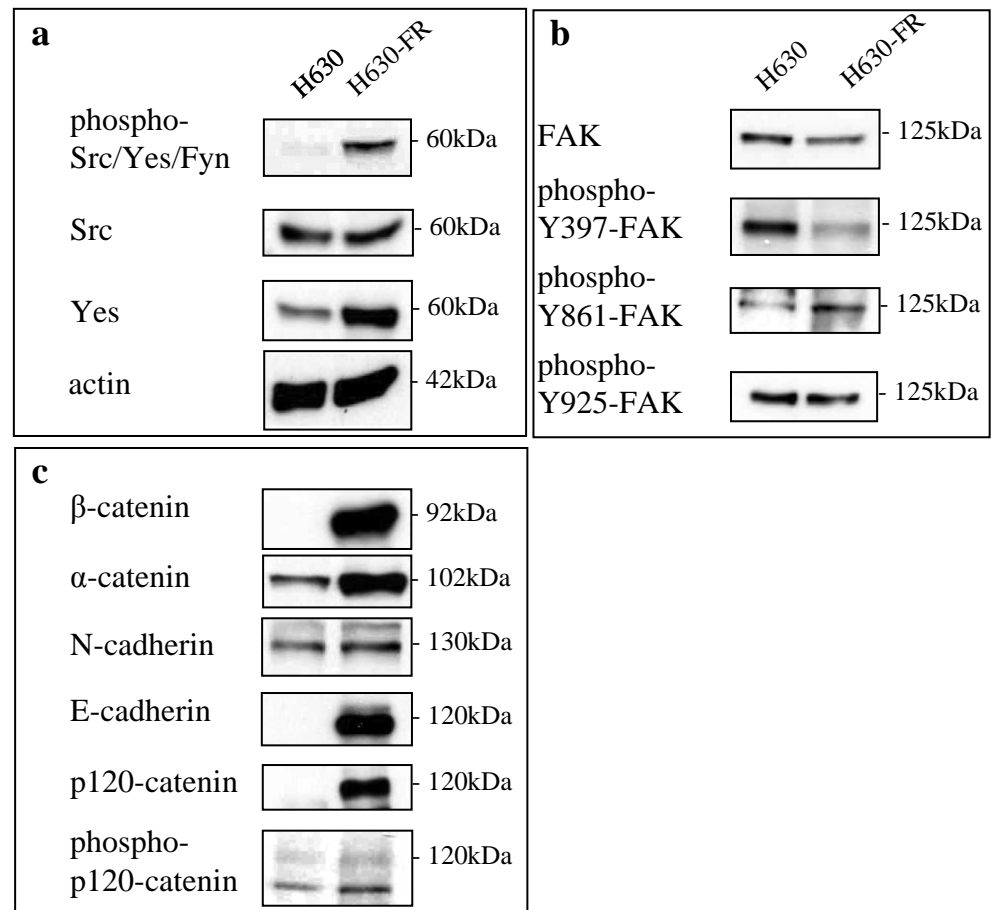 a
H630 H630-FR
phospho-
Src/Yes/Fyn
- 60kDa
Src
- 60kDa
Yes
- 60kDa
actin
- 42kDa
b
H630 H630-FR
FAK
- 125kDa
phospho-
Y397-FAK
- 125kDa
phospho-
Y861-FAK
- 125kDa
phospho-
Y925-FAK
- 125kDa
c
β-catenin
- 92kDa
α-catenin
- 102kDa
N-cadherin
- 130kDa
E-cadherin
- 120kDa
p120-catenin
- 120kDa
phospho-
p120-catenin
- 120kDa